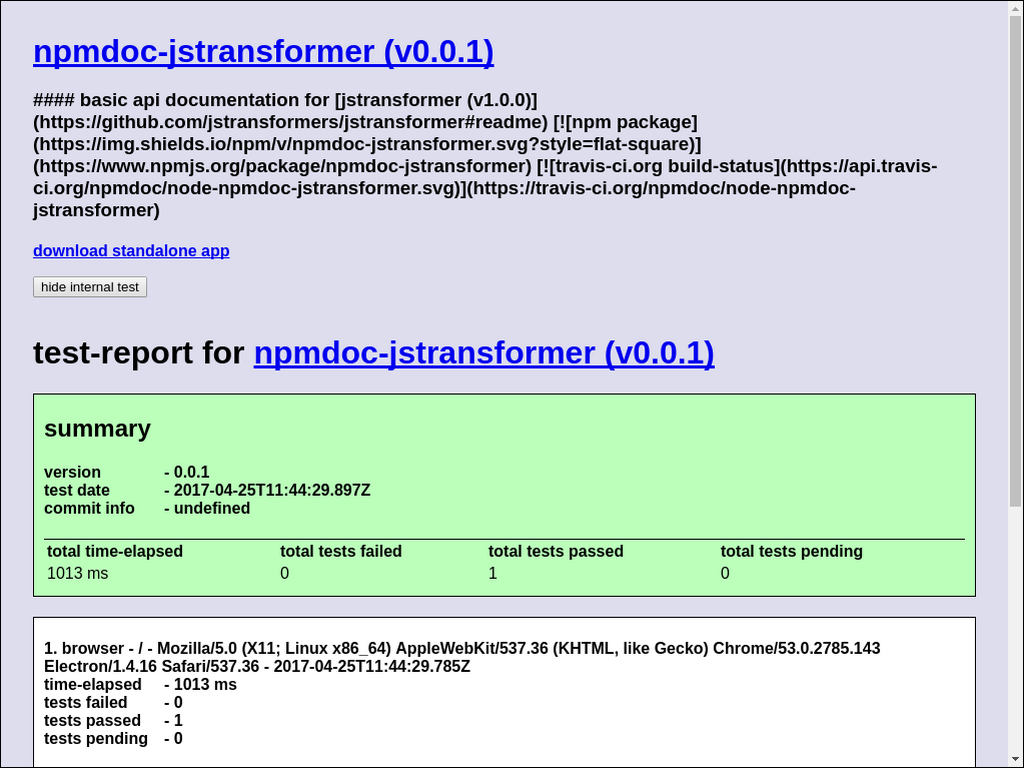 npmdoc-jstransformer (v0.0.1)
#### basic api documentation for [jstransformer (v1.0.0)]
(https://github.com/jstransformers/jstransformer#readme) [![npm package]
(https://img.shields.io/npm/v/npmdoc-jstransformer.svg?style=flat-square)]
(https://www.npmjs.org/package/npmdoc-jstransformer) [![travis-ci.org build-status](https://api.travis-
ci.org/npmdoc/node-npmdoc-jstransformer.svg)](https://travis-ci.org/npmdoc/node-npmdoc-
jstransformer)
download standalone app
hide internal test
test-report for npmdoc-jstransformer (v0.0.1)
summary
version - 0.0.1
test date - 2017-04-25T11:44:29.897Z
commit info - undefined
total time-elapsed total tests failed total tests passed total tests pending
1013 ms 0 1 0
1. browser - / - Mozilla/5.0 (X11; Linux x86_64) AppleWebKit/537.36 (KHTML, like Gecko) Chrome/53.0.2785.143
Electron/1.4.16 Safari/537.36 - 2017-04-25T11:44:29.785Z
time-elapsed - 1013 ms
tests failed - 0
tests passed - 1
tests pending - 0